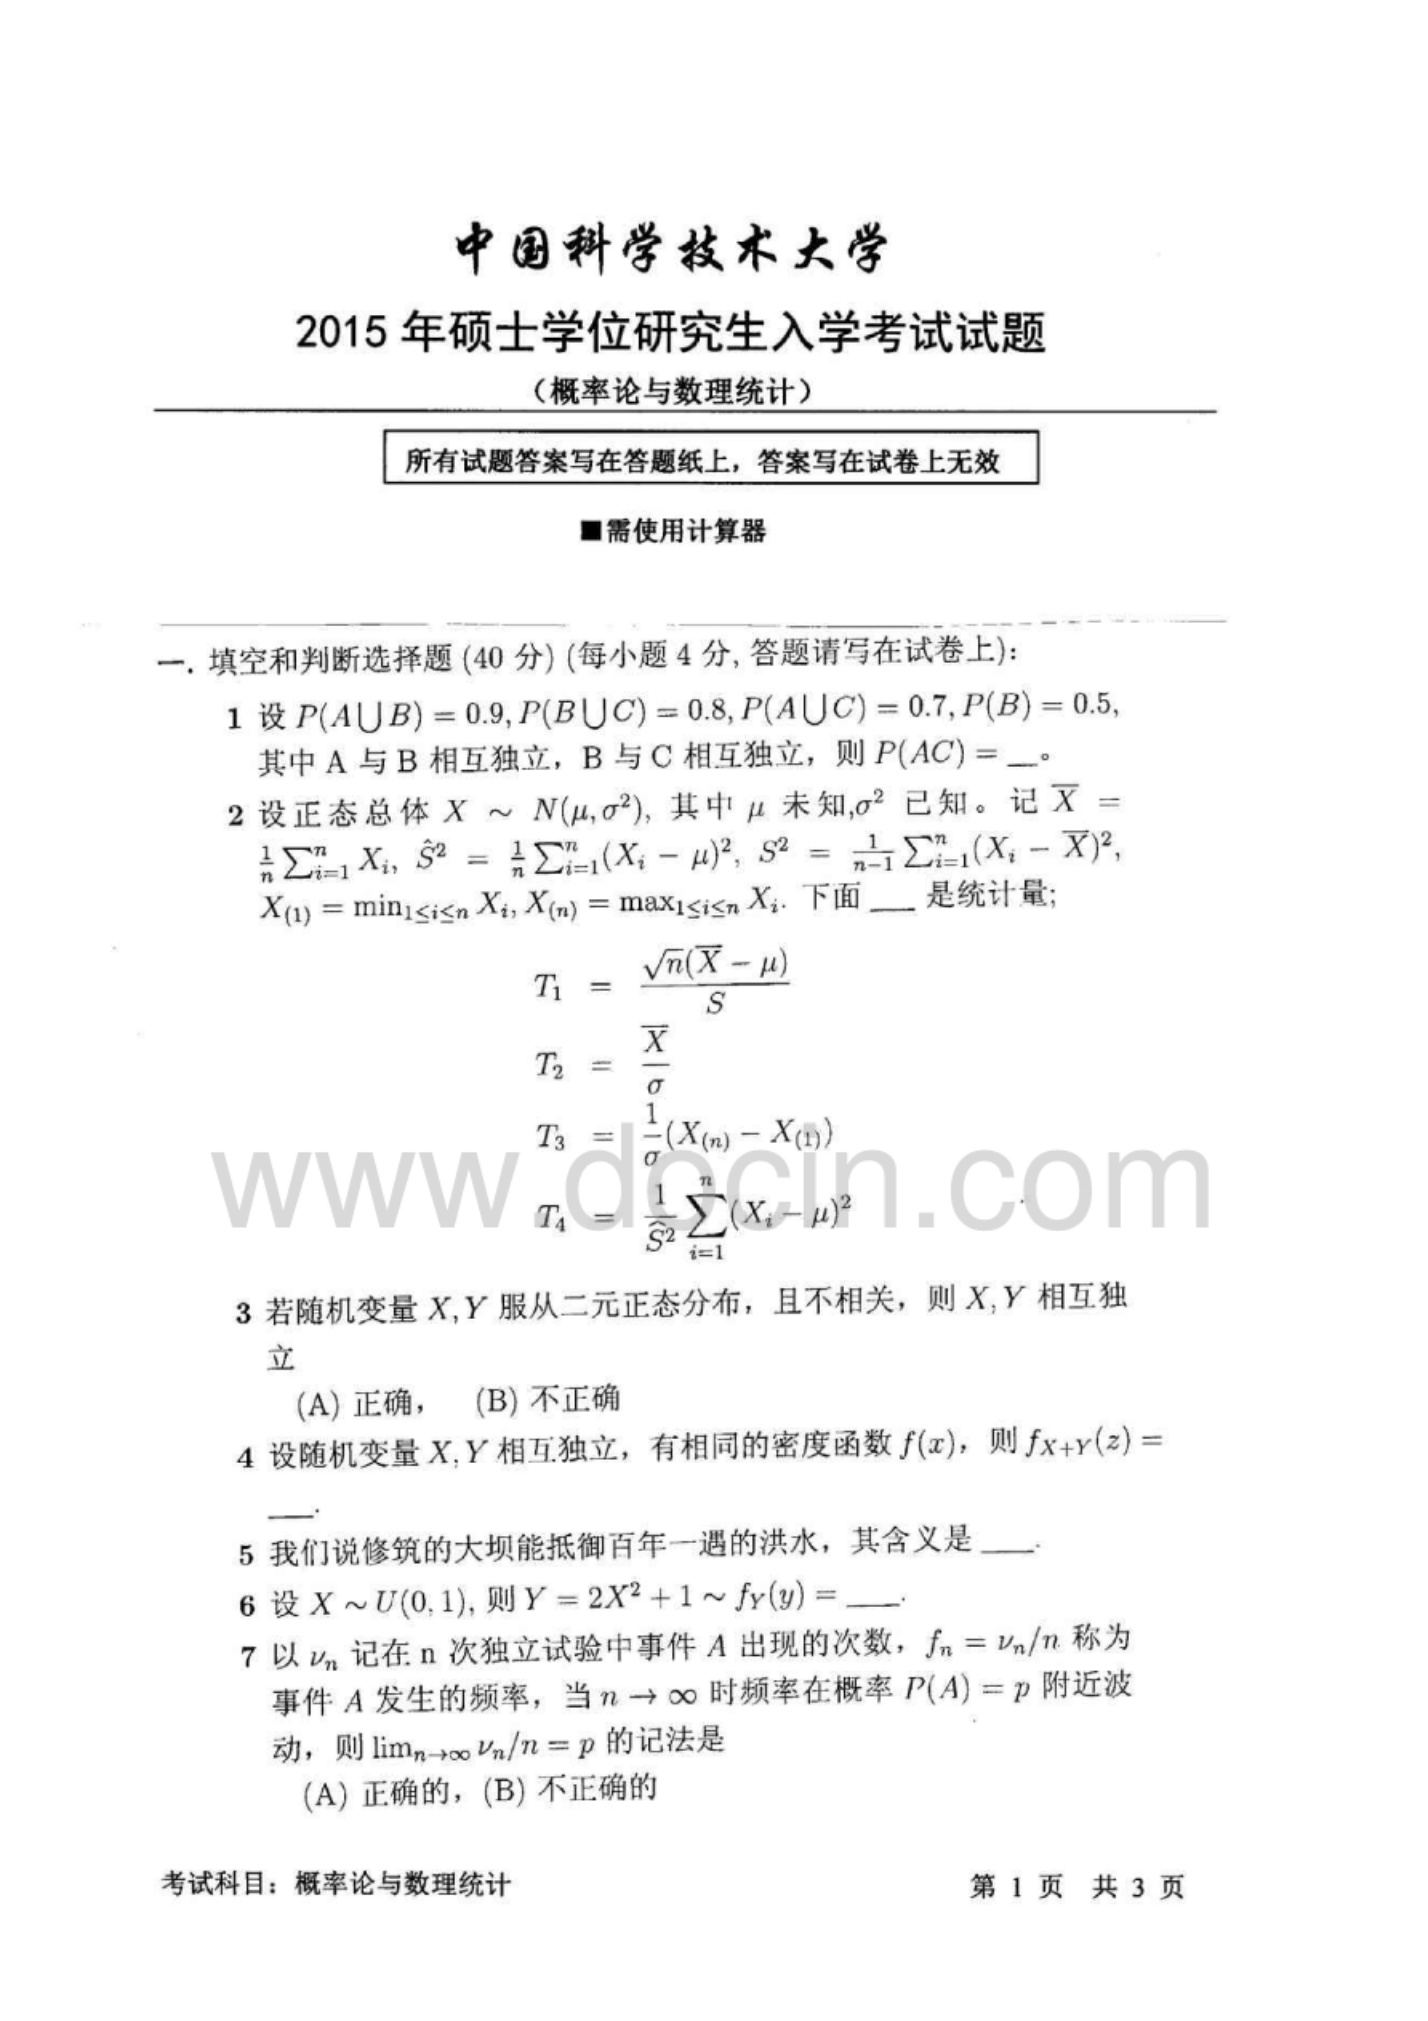 中国科学技术大学
2015 年硕士学位研究生入学考试试题
（概率论与数理统计）
所有试题答案写在答题纸上，答案写在试卷上无效
■需使用计算器
一. 填空和判断选择题 (40 分) (每小题 4 分, 答题请写在试卷上):
1 设 P(A⋃B) = 0.9, P(B⋃C) = 0.8, P(A⋃C) = 0.7, P(B) = 0.5,
其中 A 与 B 相互独立，B 与 C 相互独立，则 P(AC) = __。
2 设正态总体 X ~ N(μ,σ²), 其中 μ 未知,σ² 已知。记 X̄ =
1/n ∑ⁿᵢ₌₁ Xᵢ, Ŝ² = 1/n ∑ⁿᵢ₌₁(Xᵢ − μ)², S² = 1/(n−1) ∑ⁿᵢ₌₁(Xᵢ − X̄)²,
X₍₁₎ = min₁≤ᵢ≤ₙ Xᵢ, X₍ₙ₎ = max₁≤ᵢ≤ₙ Xᵢ. 下面 ___ 是统计量;
T₁ = √n(X̄ − μ)/S
T₂ = X̄/σ
T₃ = 1/σ (X₍ₙ₎ − X₍₁₎)
T₄ = 1/Ŝ² ∑ⁿᵢ₌₁ (Xᵢ − μ)²
www.docin.com
3 若随机变量 X, Y 服从二元正态分布，且不相关，则 X, Y 相互独
立
(A) 正确， (B) 不正确
4 设随机变量 X, Y 相互独立，有相同的密度函数 f(x)，则 f_{X+Y}(z) =
___.
5 我们说修筑的大坝能抵御百年一遇的洪水，其含义是 ___.
6 设 X ~ U(0,1), 则 Y = 2X² + 1 ~ f_Y(y) = ___.
7 以 νₙ 记在 n 次独立试验中事件 A 出现的次数，fₙ = νₙ/n 称为
事件 A 发生的频率，当 n → ∞ 时频率在概率 P(A) = p 附近波
动，则 limₙ→∞ νₙ/n = p 的记法是
(A) 正确的，(B) 不正确的
考试科目：概率论与数理统计 第 1 页 共 3 页